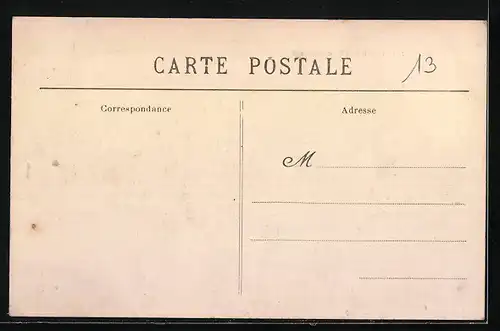 CARTE POSTALE 13
Correspondance
Adresse
M